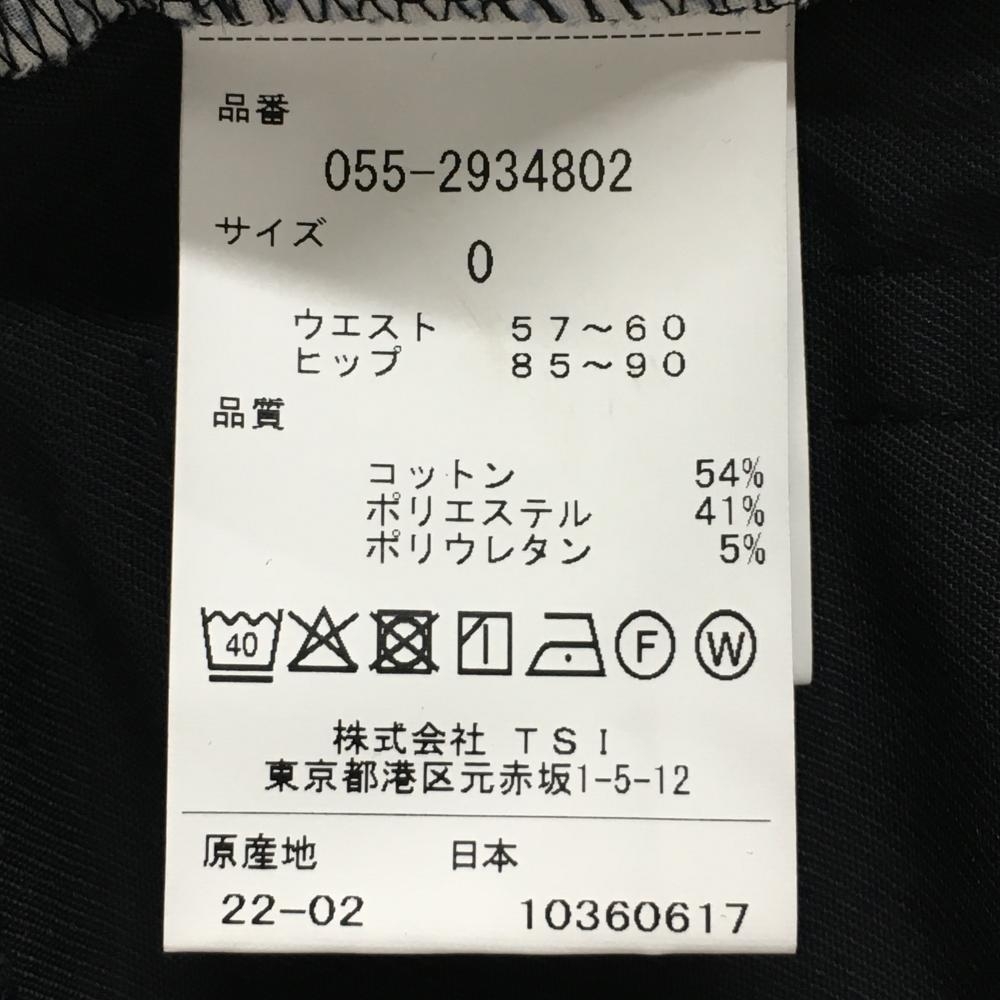 品番
055-2934802
サイズ
0
ウエスト 57～60
ヒップ 85～90
品質
コットン 54%
ポリエステル 41%
ポリウレタン 5%
40 F W
株式会社 TSI
東京都港区元赤坂1-5-12
原産地 日本
22-02 10360617